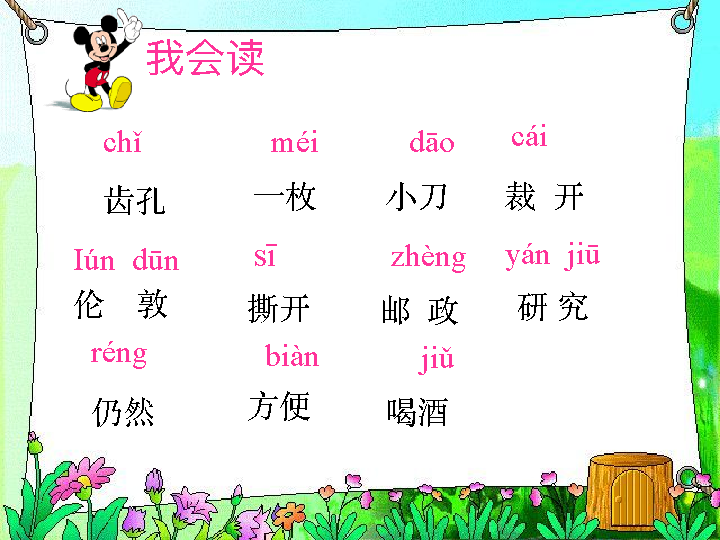 我会读
chǐ méi dāo cái
齿孔 一枚 小刀 裁 开
Iún dūn sī zhèng yán jiū
伦 敦 撕开 邮 政 研 究
réng biàn jiǔ
仍然 方便 喝酒